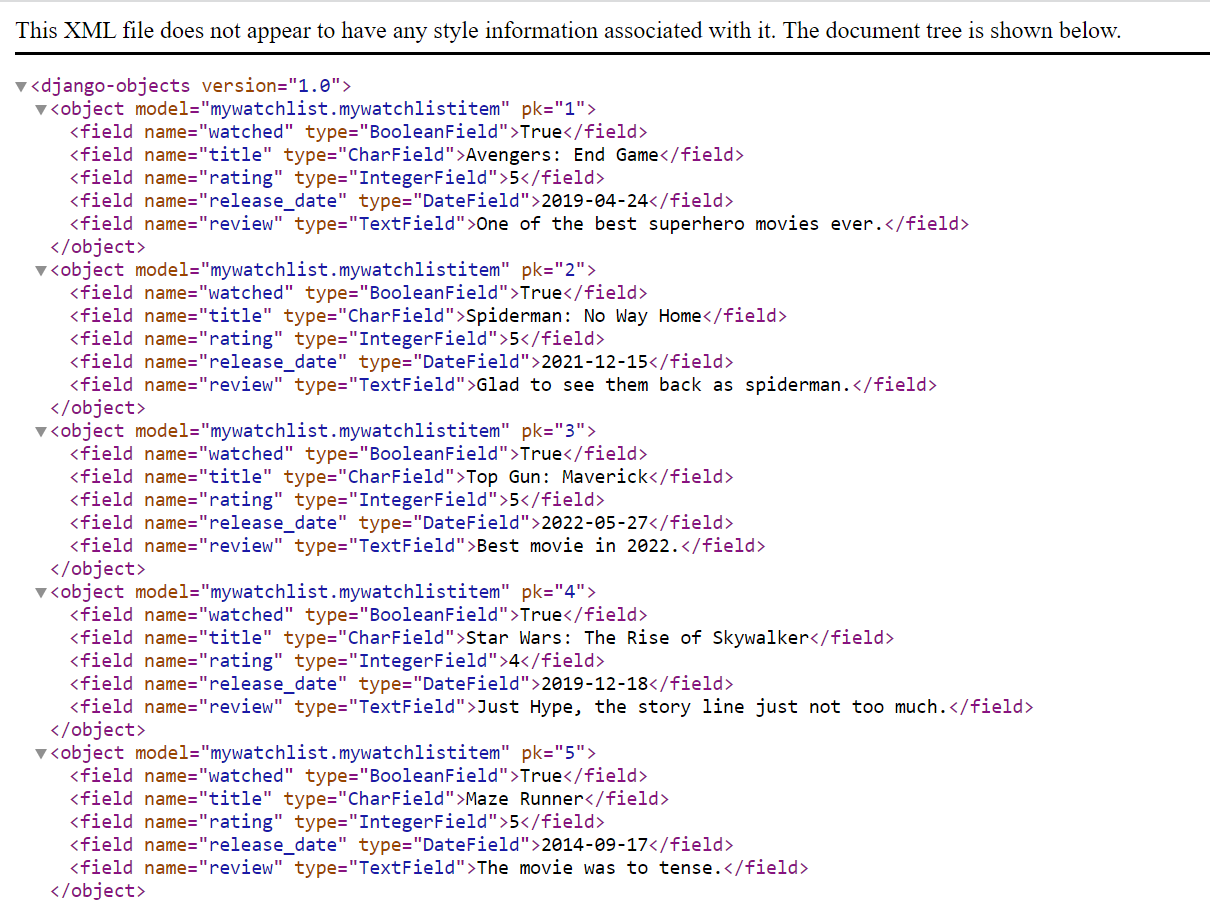 This XML file does not appear to have any style information associated with it. The document tree is shown below.
▼<django-objects version="1.0">
▼<object model="mywatchlist.mywatchlistitem" pk="1">
<field name="watched" type="BooleanField">True</field>
<field name="title" type="CharField">Avengers: End Game</field>
<field name="rating" type="IntegerField">5</field>
<field name="release_date" type="DateField">2019-04-24</field>
<field name="review" type="TextField">One of the best superhero movies ever.</field>
</object>
▼<object model="mywatchlist.mywatchlistitem" pk="2">
<field name="watched" type="BooleanField">True</field>
<field name="title" type="CharField">Spiderman: No Way Home</field>
<field name="rating" type="IntegerField">5</field>
<field name="release_date" type="DateField">2021-12-15</field>
<field name="review" type="TextField">Glad to see them back as spiderman.</field>
</object>
▼<object model="mywatchlist.mywatchlistitem" pk="3">
<field name="watched" type="BooleanField">True</field>
<field name="title" type="CharField">Top Gun: Maverick</field>
<field name="rating" type="IntegerField">5</field>
<field name="release_date" type="DateField">2022-05-27</field>
<field name="review" type="TextField">Best movie in 2022.</field>
</object>
▼<object model="mywatchlist.mywatchlistitem" pk="4">
<field name="watched" type="BooleanField">True</field>
<field name="title" type="CharField">Star Wars: The Rise of Skywalker</field>
<field name="rating" type="IntegerField">4</field>
<field name="release_date" type="DateField">2019-12-18</field>
<field name="review" type="TextField">Just Hype, the story line just not too much.</field>
</object>
▼<object model="mywatchlist.mywatchlistitem" pk="5">
<field name="watched" type="BooleanField">True</field>
<field name="title" type="CharField">Maze Runner</field>
<field name="rating" type="IntegerField">5</field>
<field name="release_date" type="DateField">2014-09-17</field>
<field name="review" type="TextField">The movie was to tense.</field>
</object>